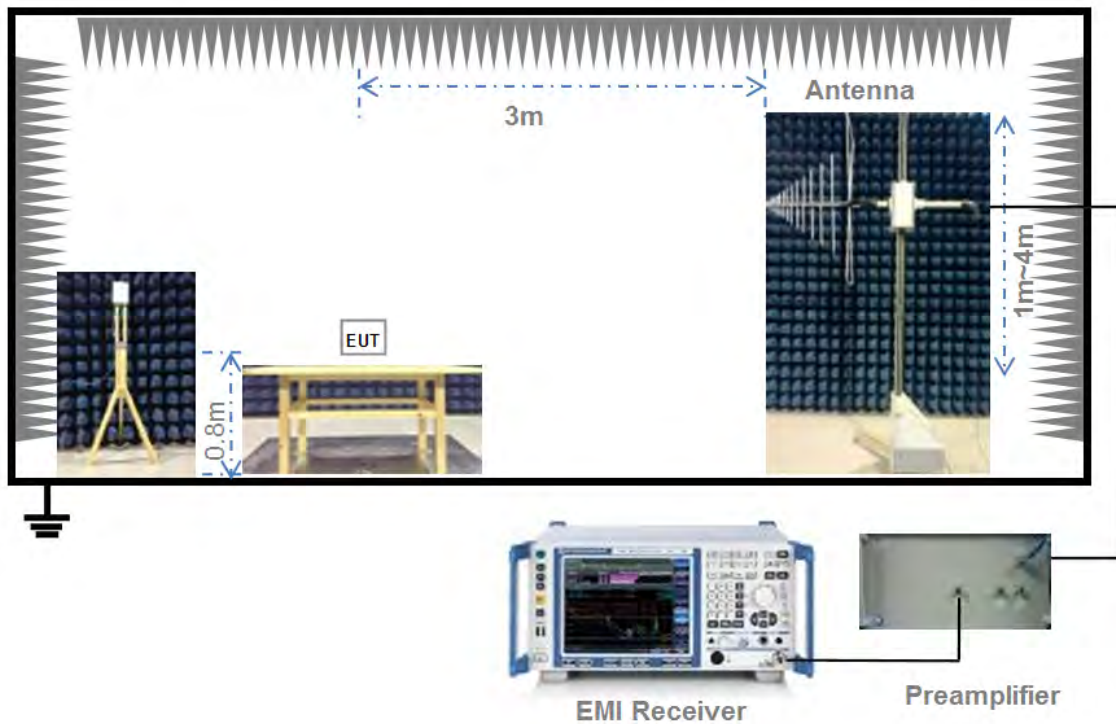 Antenna
3m
1m~4m
EUT
0.8m
EMI Receiver
Preamplifier